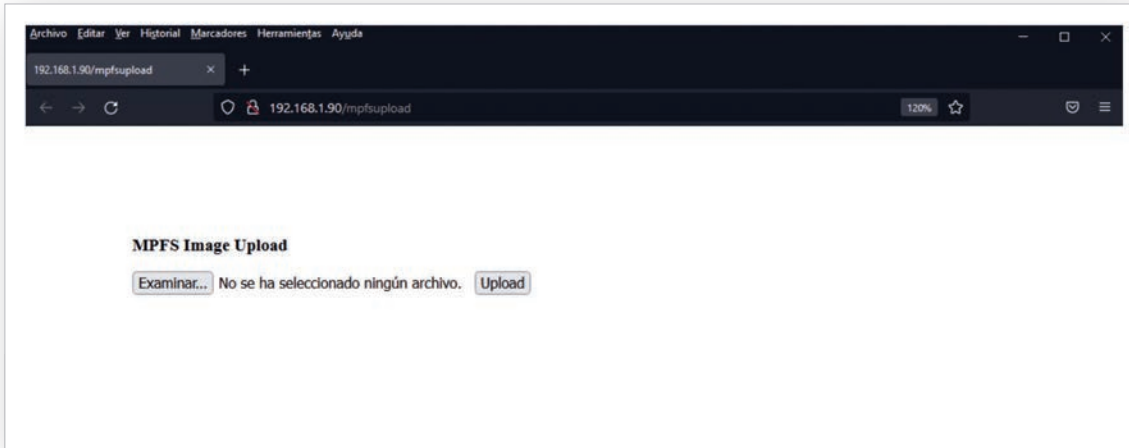 Archivo Editar Ver Historial Marcadores Herramientas Ayuda
192.168.1.90/mpfsupload
192.168.1.90/mpfsupload 120%
MPFS Image Upload
Examinar... No se ha seleccionado ningún archivo. Upload